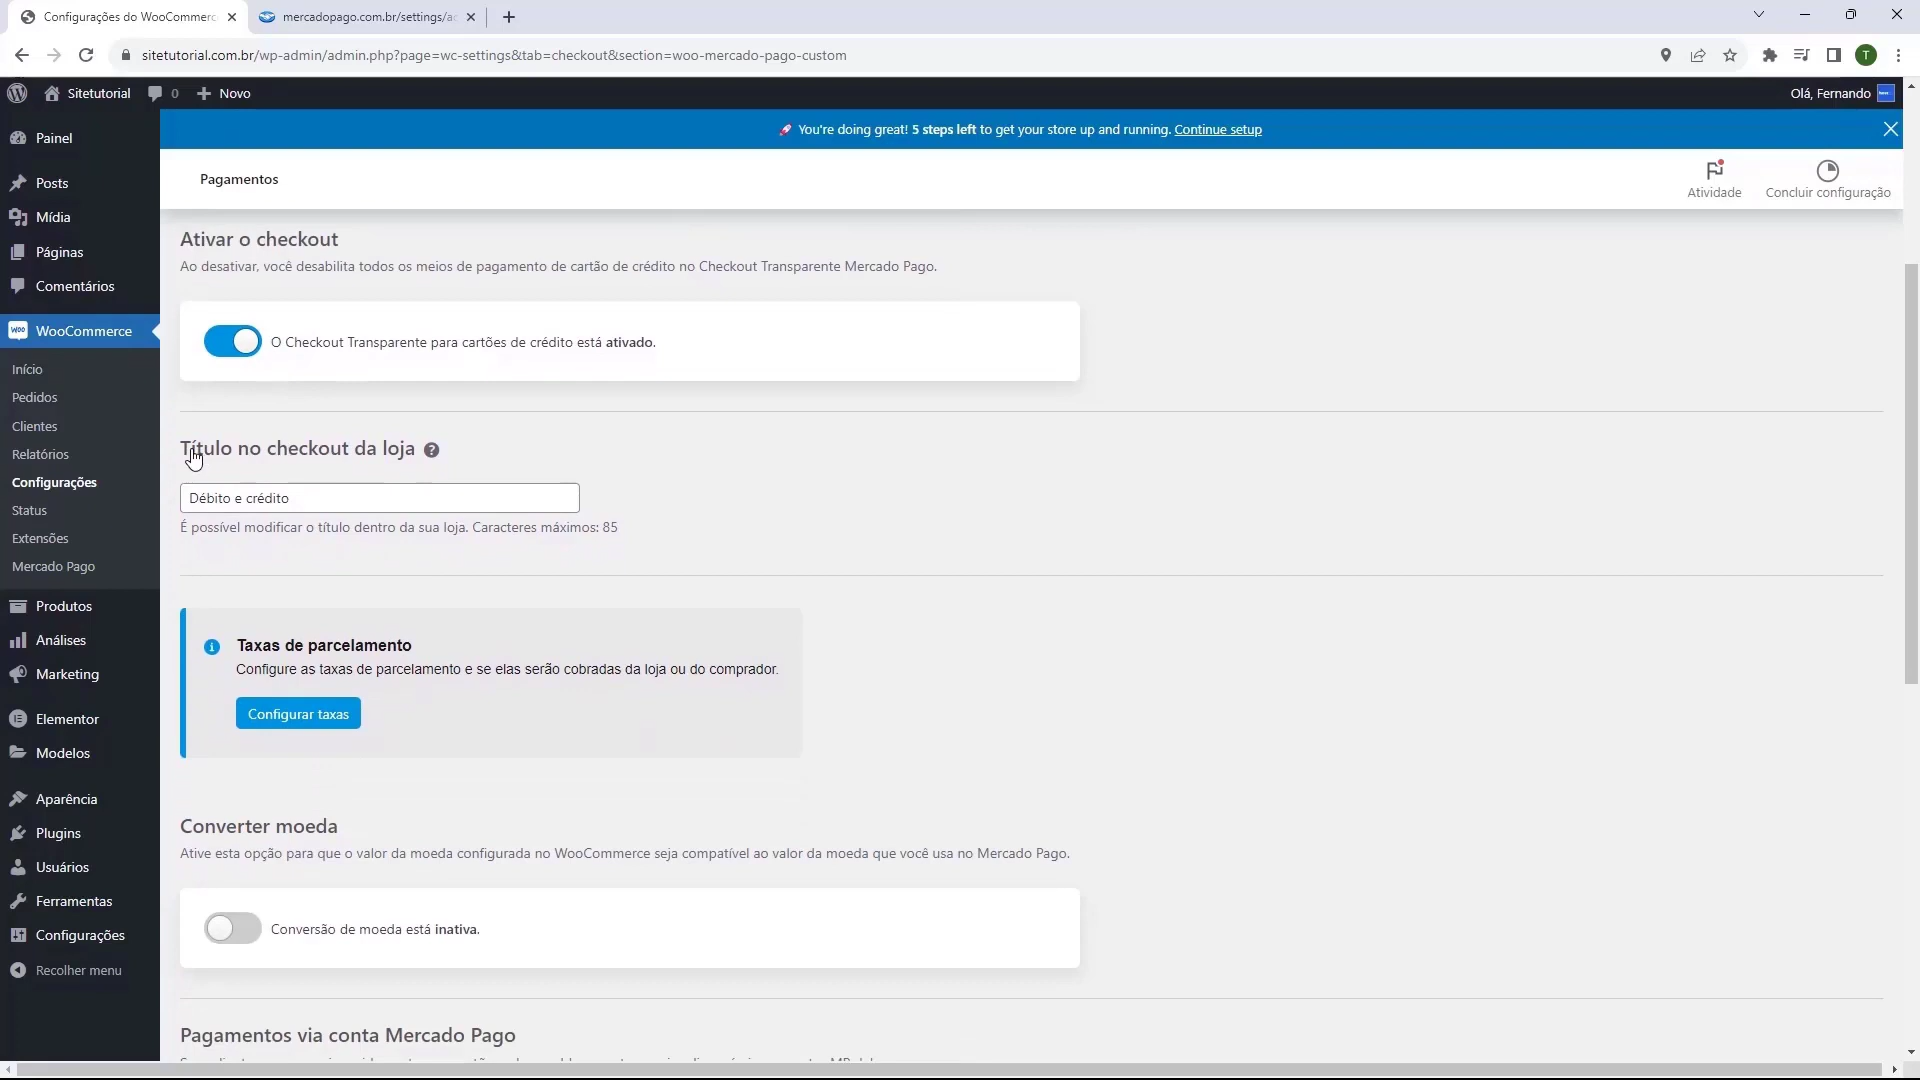 Configurações do WooCommerc
mercadopago.com.br/settings/ac
sitetutorial.com.br/wp-admin/admin.php?page=wc-settings&tab=checkout&section=woo-mercado-pago-custom
T
Sitetutorial
0
Novo
Olá, Fernando
Painel
Posts
Mídia
Páginas
Comentários
WooCommerce
Início
Pedidos
Clientes
Relatórios
Configurações
Status
Extensões
Mercado Pago
Produtos
Análises
Marketing
Elementor
Modelos
Aparência
Plugins
Usuários
Ferramentas
Configurações
Recolher menu
You're doing great! 5 steps left to get your store up and running. Continue setup
Pagamentos
Atividade
Concluir configuração
Ativar o checkout
Ao desativar, você desabilita todos os meios de pagamento de cartão de crédito no Checkout Transparente Mercado Pago.
O Checkout Transparente para cartões de crédito está ativado.
Título no checkout da loja
Débito e crédito
É possível modificar o título dentro da sua loja. Caracteres máximos: 85
Taxas de parcelamento
Configure as taxas de parcelamento e se elas serão cobradas da loja ou do comprador.
Configurar taxas
Converter moeda
Ative esta opção para que o valor da moeda configurada no WooCommerce seja compatível ao valor da moeda que você usa no Mercado Pago.
Conversão de moeda está inativa.
Pagamentos via conta Mercado Pago